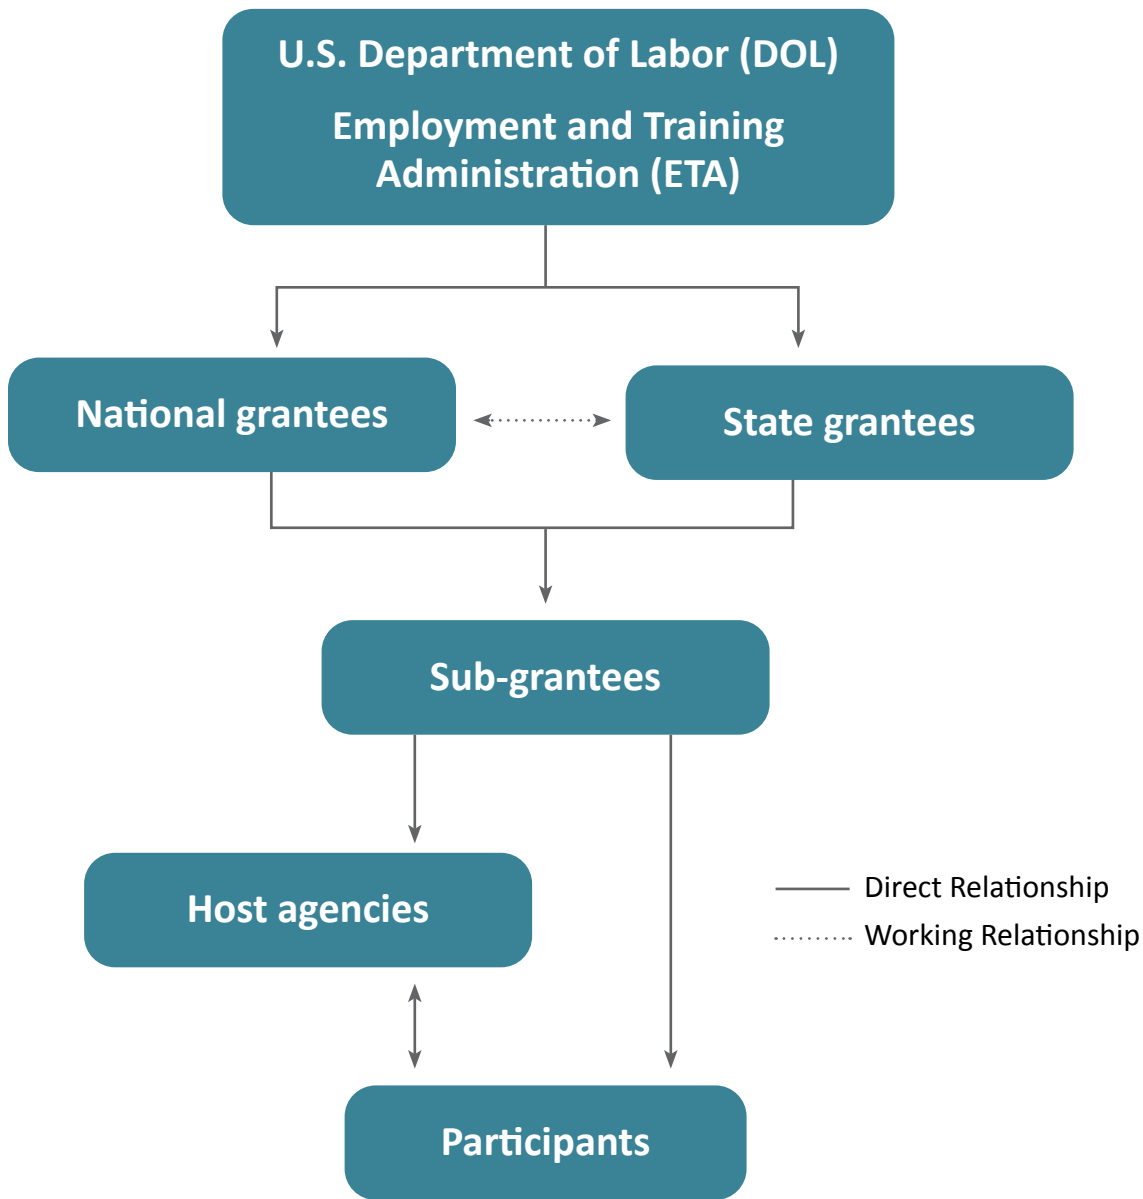 U.S. Department of Labor (DOL)
Employment and Training
Administration (ETA)
National grantees
State grantees
Sub-grantees
Host agencies
Direct Relationship
Working Relationship
Participants